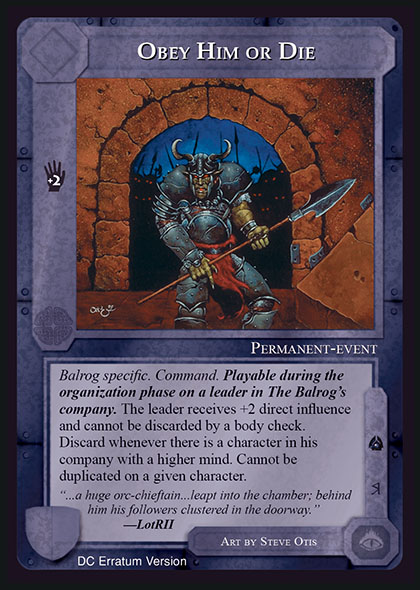 Obey Him or Die
+2
Permanent-event
Balrog specific. Command. Playable during the
organization phase on a leader in The Balrog's
company. The leader receives +2 direct influence
and cannot be discarded by a body check.
Discard whenever there is a character in his
company with a higher mind. Cannot be
duplicated on a given character.
“...a huge orc-chieftain...leapt into the chamber; behind
him his followers clustered in the doorway.”
—LotRII
Art by Steve Otis
DC Erratum Version